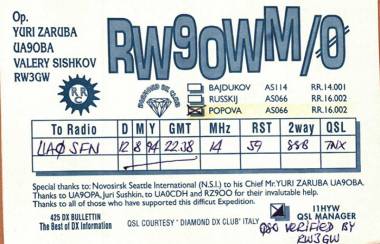 Op.
YURI ZARUBA
UA9OBA
VALERY SISHKOV
RW3GW
RW9OWM/Ø
R R C
DIAMOND DX CLUB
BAJDUKOV AS114 RR.14.001
RUSSKIJ AS066 RR.16.002
POPOVA AS066 RR.16.002
To Radio D M Y GMT MHz RST 2way QSL
UAØSFN 12 8 94 22.38 14 59 SSB TNX
Special thanks to: Novosirsk Seattle International (N.S.I.) to his Chief Mr. YURI ZARUBA UA9OBA.
Thanks to: UA9OPA, Juri Sushkin, to UA0CDH and RZ9OO for their invaluable help.
Thanks to all of those who have supported this difficut Expedition.
425 DX BULLETTIN
The Best of DX Information
QSL COURTESY " DIAMOND DX CLUB" ITALY
I1HYW
QSL MANAGER
QSO VERIFIED BY
RW3GW